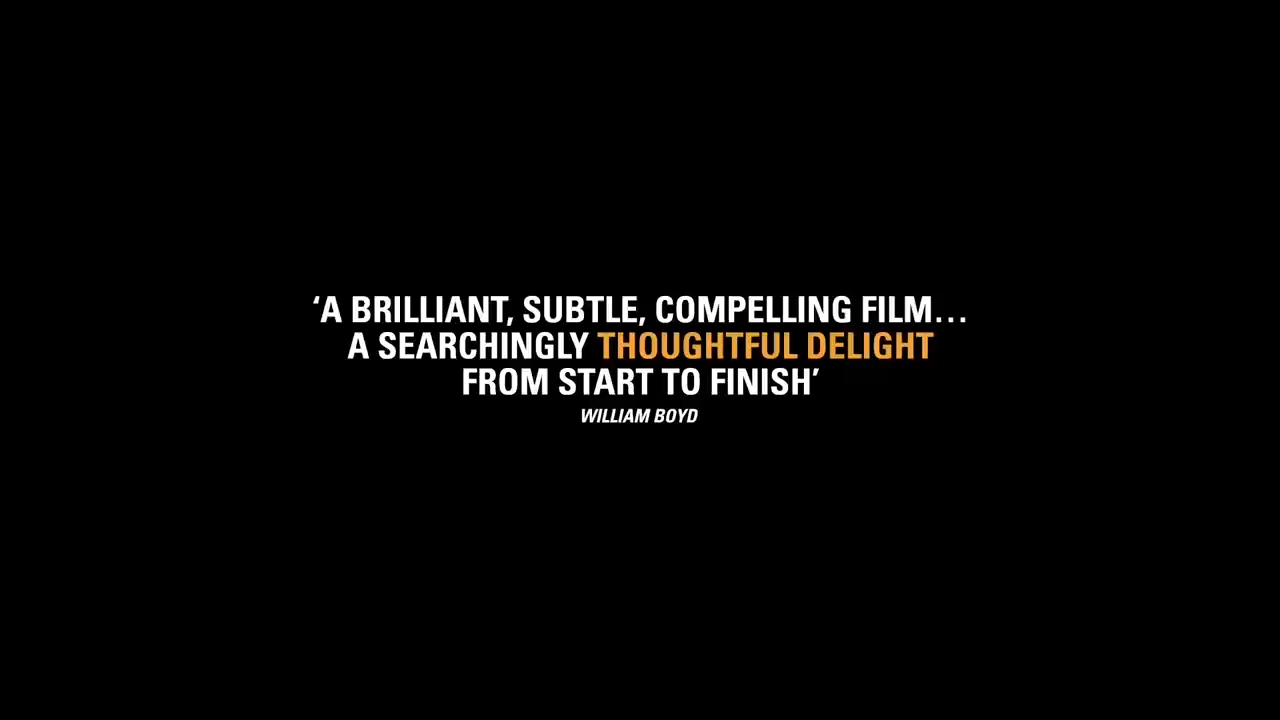 ‘A BRILLIANT, SUBTLE, COMPELLING FILM...
A SEARCHINGLY THOUGHTFUL DELIGHT
FROM START TO FINISH’
WILLIAM BOYD